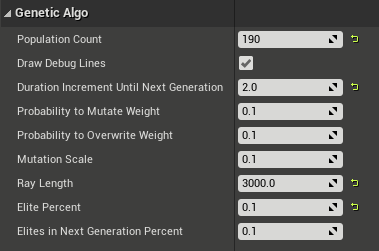 Genetic Algo
Population Count 190
Draw Debug Lines
Duration Increment Until Next Generation 2.0
Probability to Mutate Weight 0.1
Probability to Overwrite Weight 0.1
Mutation Scale 0.1
Ray Length 3000.0
Elite Percent 0.1
Elites in Next Generation Percent 0.1